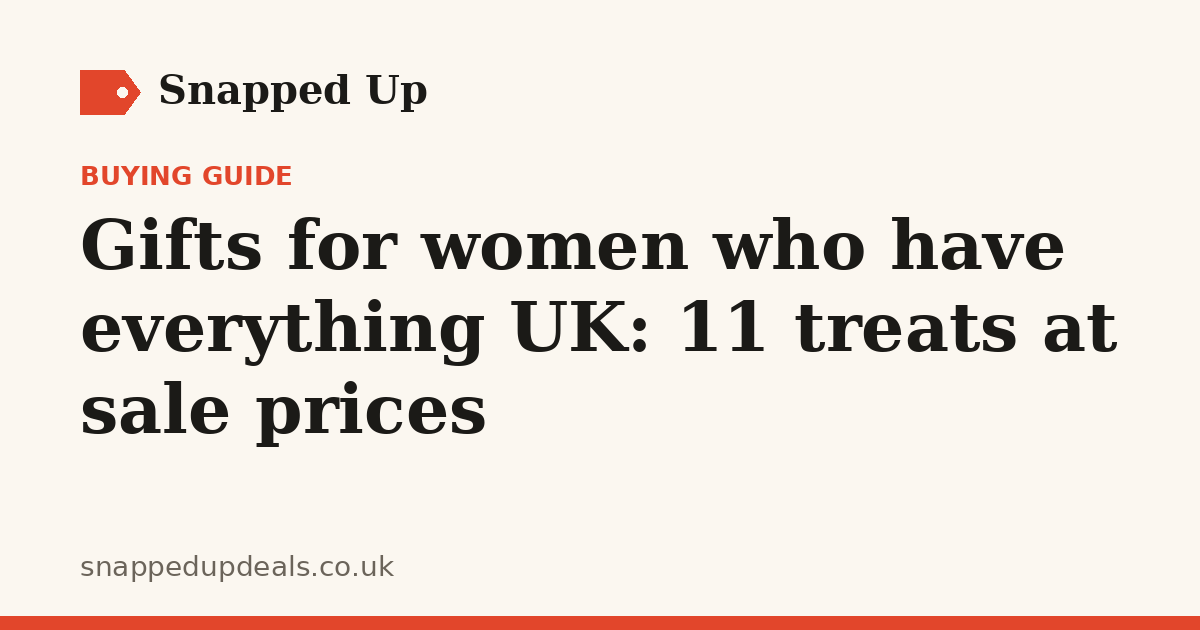 Snapped Up
BUYING GUIDE
Gifts for women who have
everything UK: 11 treats at
sale prices
snappedupdeals.co.uk